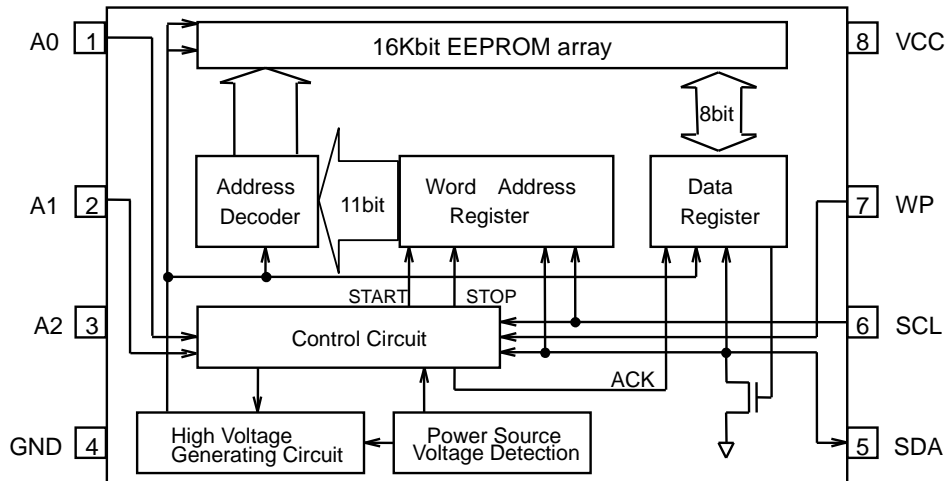 A0
1
16Kbit EEPROM array
8
VCC
8bit
A1
2
Address
Decoder
11bit
Word Address
Register
Data
Register
7
WP
START
STOP
A2
3
Control Circuit
6
SCL
ACK
GND
4
High Voltage
Generating Circuit
Power Source
Voltage Detection
5
SDA